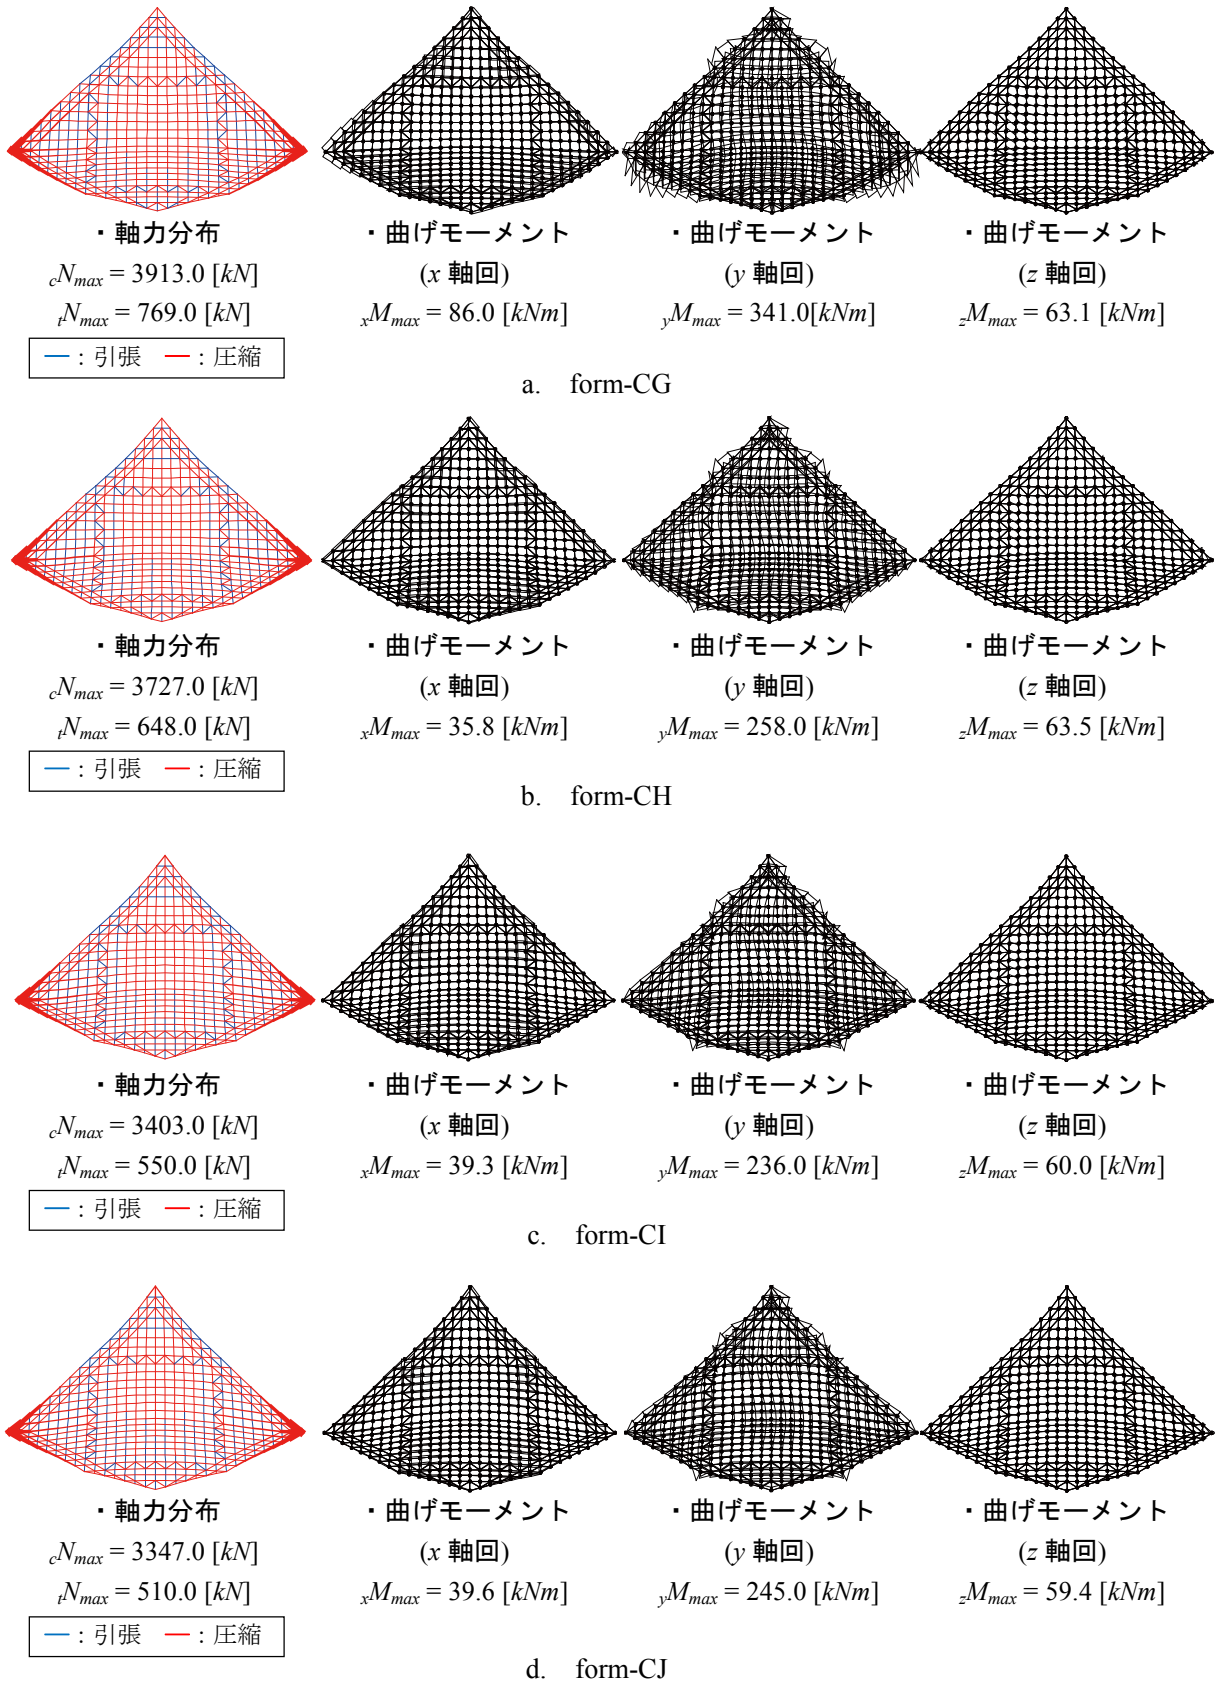 ・軸力分布 ・曲げモーメント ・曲げモーメント ・曲げモーメント
cNmax = 3913.0 [kN] (x 軸回) (y 軸回) (z 軸回)
tNmax = 769.0 [kN] xMmax = 86.0 [kNm] yMmax = 341.0[kNm] zMmax = 63.1 [kNm]
— : 引張 — : 圧縮
a. form-CG
・軸力分布 ・曲げモーメント ・曲げモーメント ・曲げモーメント
cNmax = 3727.0 [kN] (x 軸回) (y 軸回) (z 軸回)
tNmax = 648.0 [kN] xMmax = 35.8 [kNm] yMmax = 258.0 [kNm] zMmax = 63.5 [kNm]
— : 引張 — : 圧縮
b. form-CH
・軸力分布 ・曲げモーメント ・曲げモーメント ・曲げモーメント
cNmax = 3403.0 [kN] (x 軸回) (y 軸回) (z 軸回)
tNmax = 550.0 [kN] xMmax = 39.3 [kNm] yMmax = 236.0 [kNm] zMmax = 60.0 [kNm]
— : 引張 — : 圧縮
c. form-CI
・軸力分布 ・曲げモーメント ・曲げモーメント ・曲げモーメント
cNmax = 3347.0 [kN] (x 軸回) (y 軸回) (z 軸回)
tNmax = 510.0 [kN] xMmax = 39.6 [kNm] yMmax = 245.0 [kNm] zMmax = 59.4 [kNm]
— : 引張 — : 圧縮
d. form-CJ